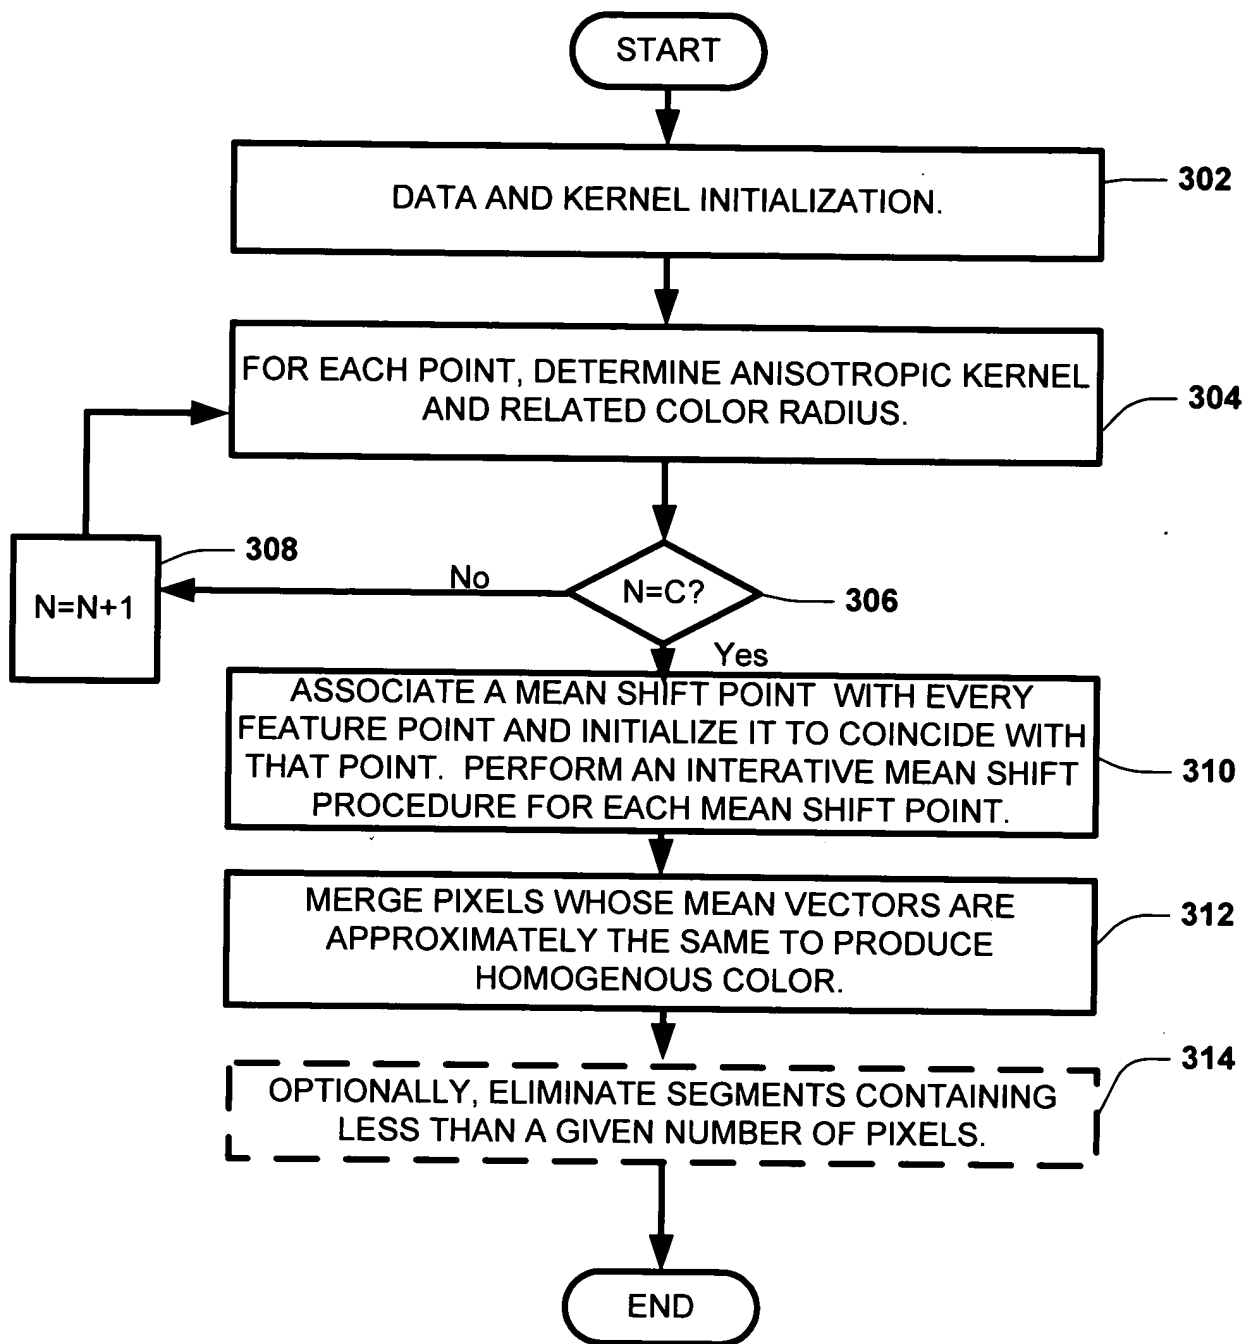 START
DATA AND KERNEL INITIALIZATION.
302
FOR EACH POINT, DETERMINE ANISOTROPIC KERNEL
AND RELATED COLOR RADIUS.
304
308
N=N+1
No
N=C?
306
Yes
ASSOCIATE A MEAN SHIFT POINT WITH EVERY
FEATURE POINT AND INITIALIZE IT TO COINCIDE WITH
THAT POINT. PERFORM AN INTERATIVE MEAN SHIFT
PROCEDURE FOR EACH MEAN SHIFT POINT.
310
MERGE PIXELS WHOSE MEAN VECTORS ARE
APPROXIMATELY THE SAME TO PRODUCE
HOMOGENOUS COLOR.
312
OPTIONALLY, ELIMINATE SEGMENTS CONTAINING
LESS THAN A GIVEN NUMBER OF PIXELS.
314
END